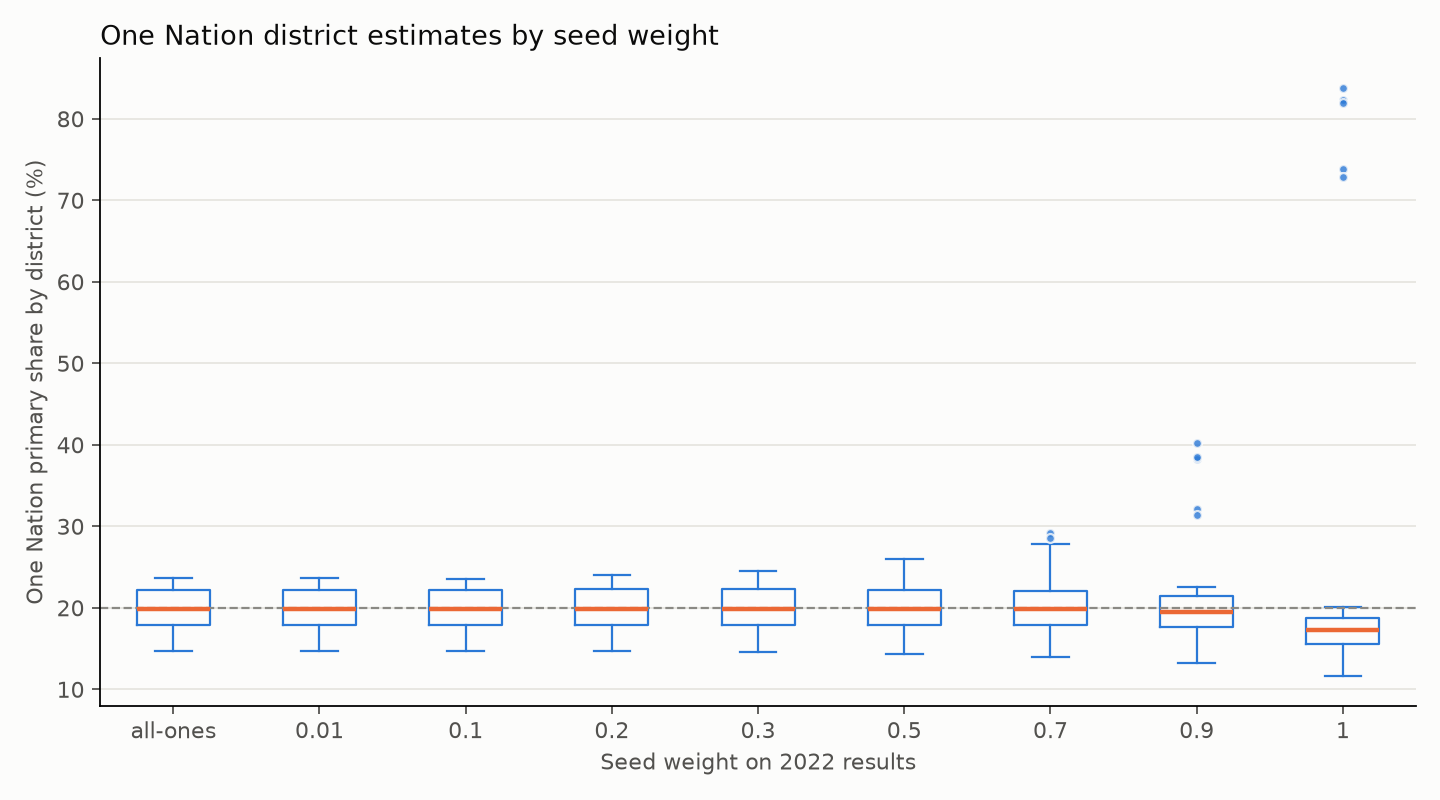 One Nation district estimates by seed weight
One Nation primary share by district (%)
80
70
60
50
40
30
20
10
all-ones 0.01 0.1 0.2 0.3 0.5 0.7 0.9 1
Seed weight on 2022 results